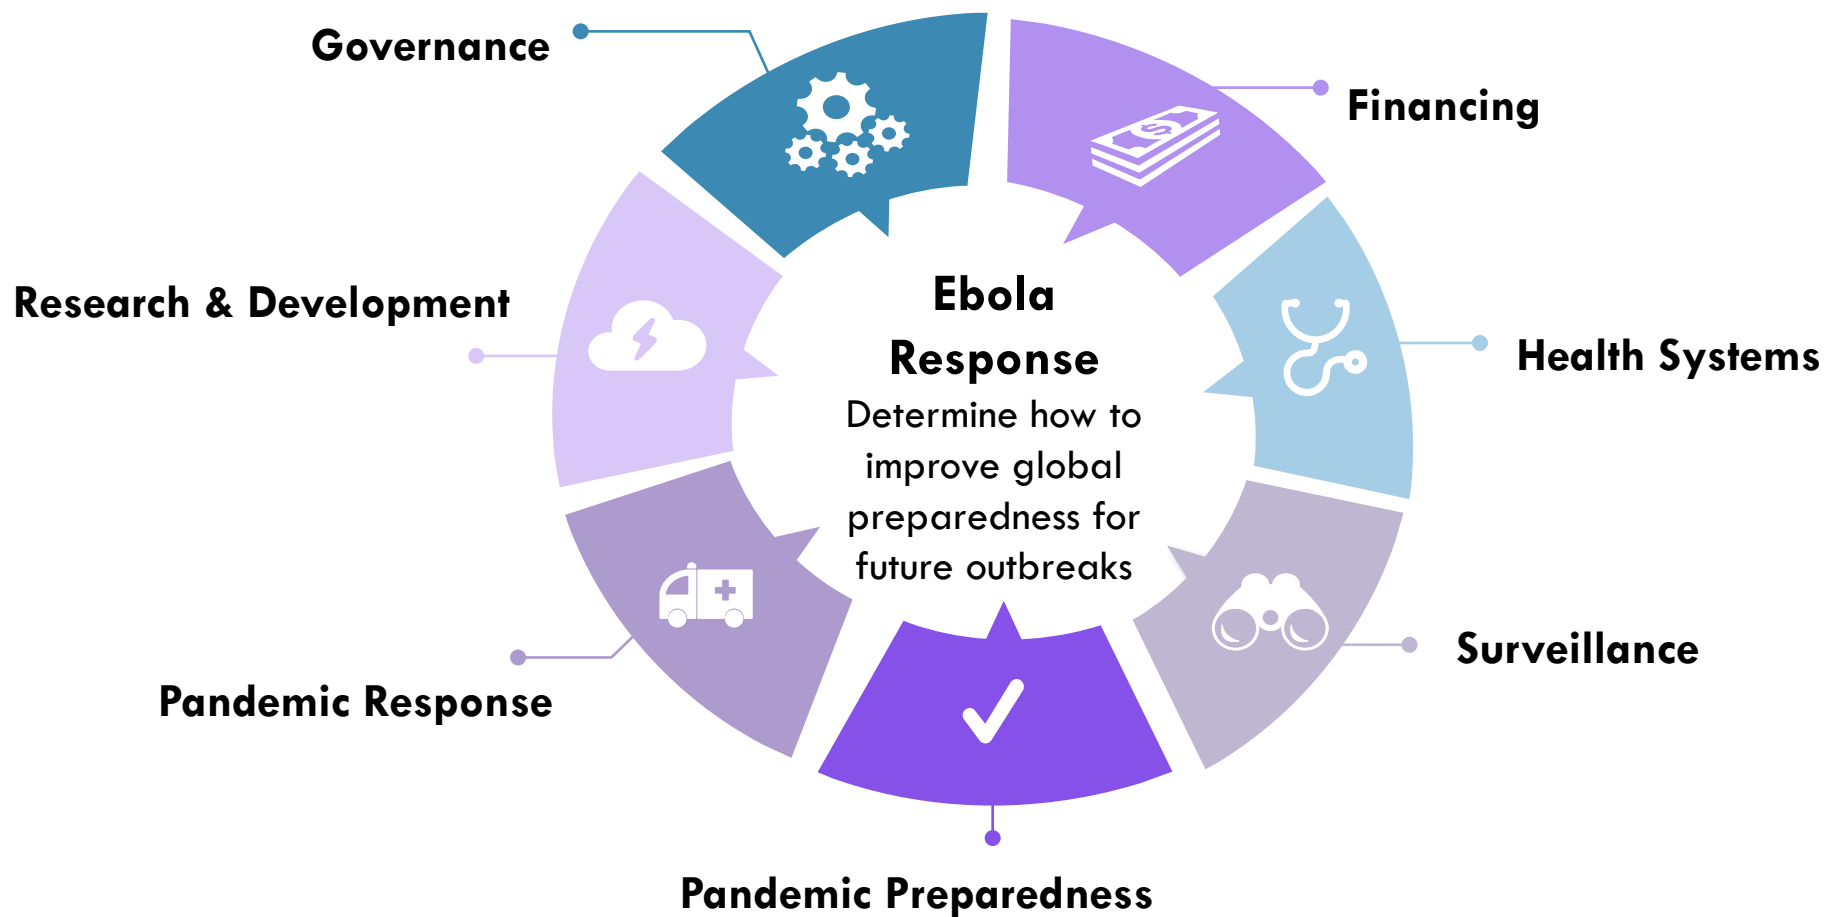 Governance
Financing
Research & Development
Health Systems
Ebola
Response
Determine how to
improve global
preparedness for
future outbreaks
Surveillance
Pandemic Response
Pandemic Preparedness
$